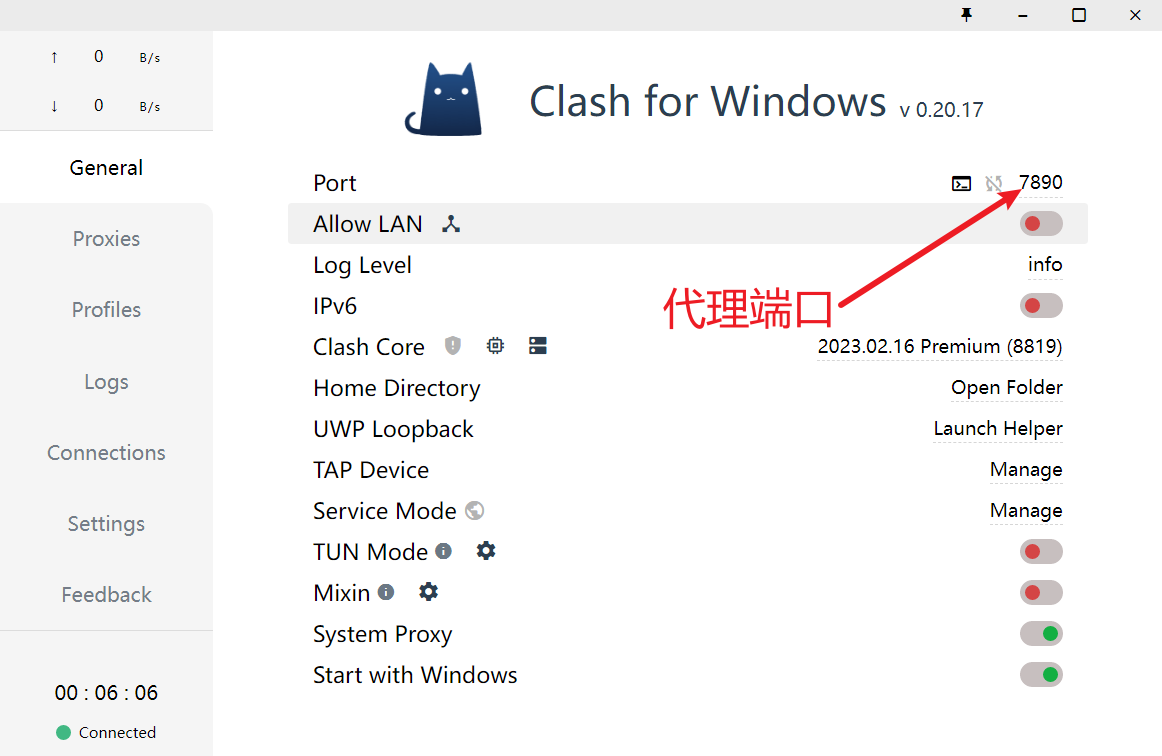 ↑ 0 B/s
↓ 0 B/s
General
Proxies
Profiles
Logs
Connections
Settings
Feedback
00 : 06 : 06
Connected
Clash for Windows v 0.20.17
Port 7890
Allow LAN
Log Level info
IPv6
代理端口
Clash Core 2023.02.16 Premium (8819)
Home Directory Open Folder
UWP Loopback Launch Helper
TAP Device Manage
Service Mode Manage
TUN Mode
Mixin
System Proxy
Start with Windows